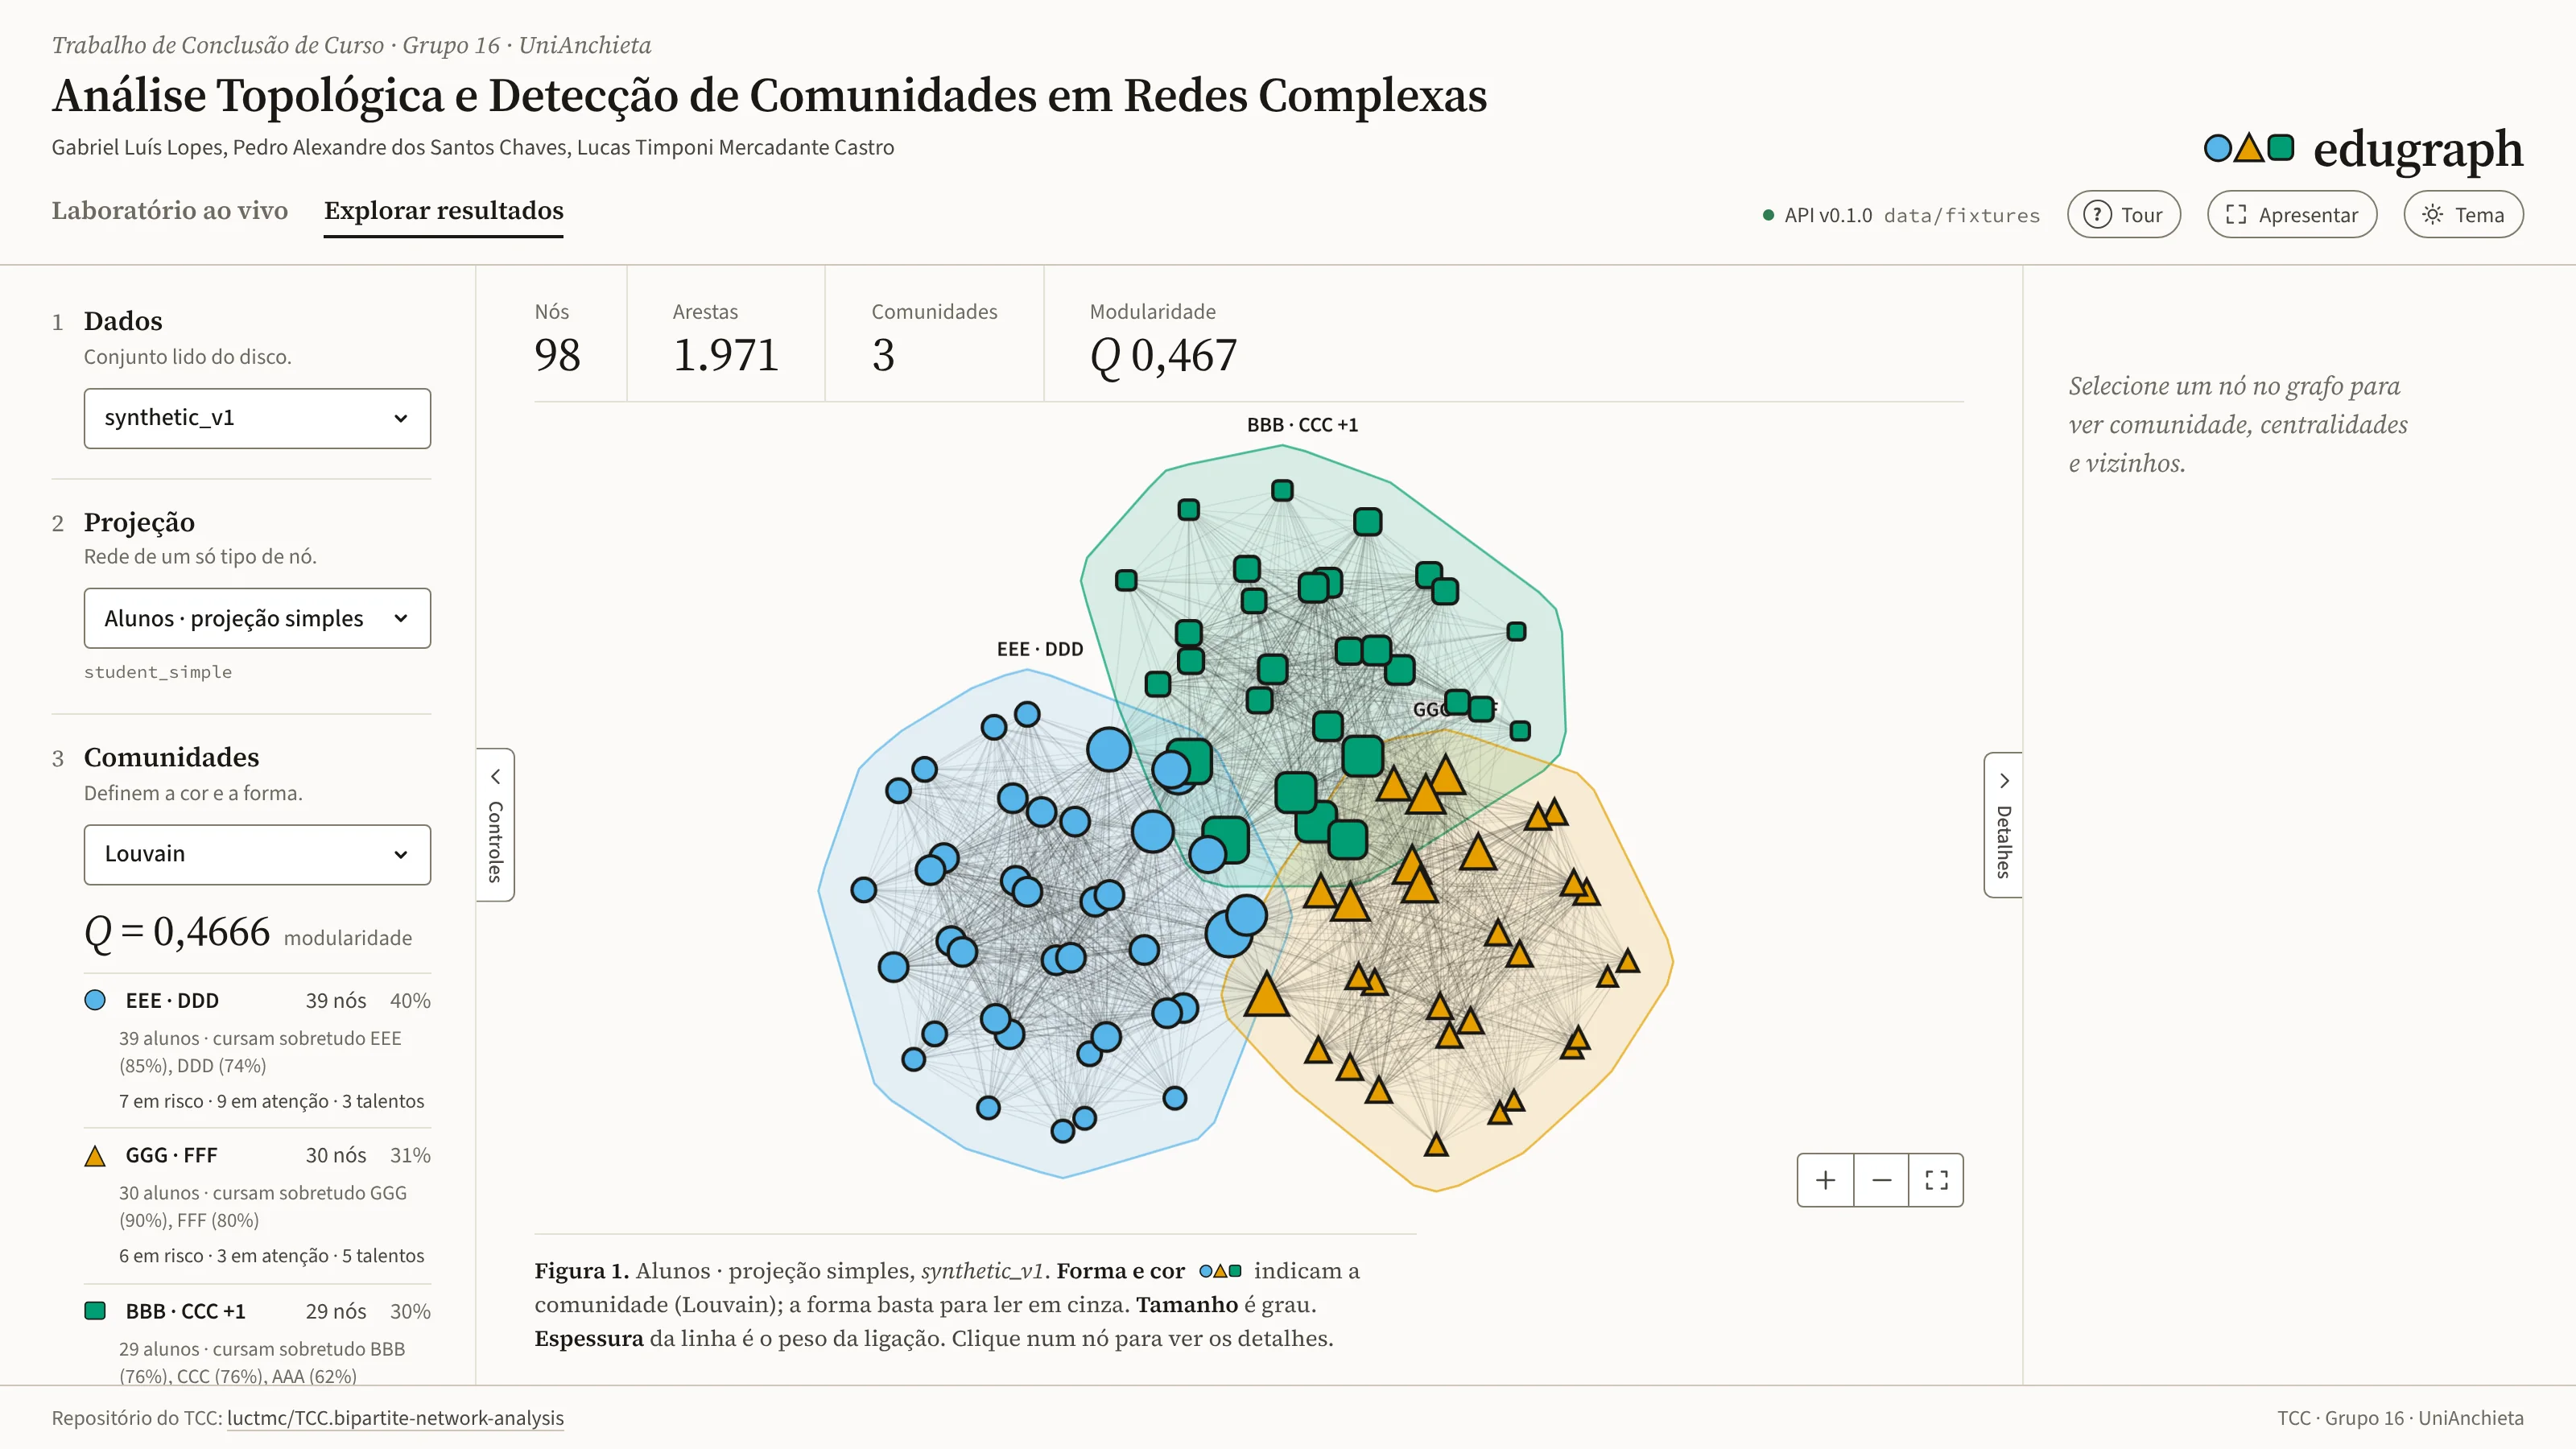 Trabalho de Conclusão de Curso · Grupo 16 · UniAnchieta
Análise Topológica e Detecção de Comunidades em Redes Complexas
Gabriel Luís Lopes, Pedro Alexandre dos Santos Chaves, Lucas Timponi Mercadante Castro
edugraph
Laboratório ao vivo
Explorar resultados
API v0.1.0 data/fixtures
? Tour
Apresentar
Tema
1 Dados
Conjunto lido do disco.
synthetic_v1
2 Projeção
Rede de um só tipo de nó.
Alunos · projeção simples
student_simple
3 Comunidades
Definem a cor e a forma.
Louvain
Q = 0,4666 modularidade
EEE · DDD 39 nós 40%
39 alunos · cursam sobretudo EEE
(85%), DDD (74%)
7 em risco · 9 em atenção · 3 talentos
GGG · FFF 30 nós 31%
30 alunos · cursam sobretudo GGG
(90%), FFF (80%)
6 em risco · 3 em atenção · 5 talentos
BBB · CCC +1 29 nós 30%
29 alunos · cursam sobretudo BBB
(76%), CCC (76%), AAA (62%)
Controles
Nós
98
Arestas
1.971
Comunidades
3
Modularidade
Q 0,467
BBB · CCC +1
EEE · DDD
Figura 1. Alunos · projeção simples, synthetic_v1. Forma e cor indicam a
comunidade (Louvain); a forma basta para ler em cinza. Tamanho é grau.
Espessura da linha é o peso da ligação. Clique num nó para ver os detalhes.
Detalhes
Selecione um nó no grafo para
ver comunidade, centralidades
e vizinhos.
Repositório do TCC: luctmc/TCC.bipartite-network-analysis
TCC · Grupo 16 · UniAnchieta